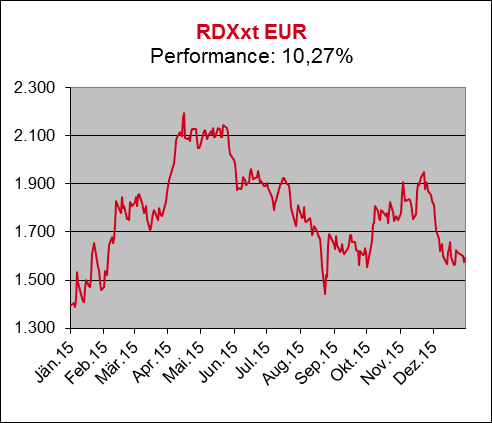 RDXxt EUR
Performance: 10,27%
2.300
2.100
1.900
1.700
1.500
1.300
Jän.15
Feb.15
Mär.15
Apr.15
Mai.15
Jun.15
Jul.15
Aug.15
Sep.15
Okt.15
Nov.15
Dez.15